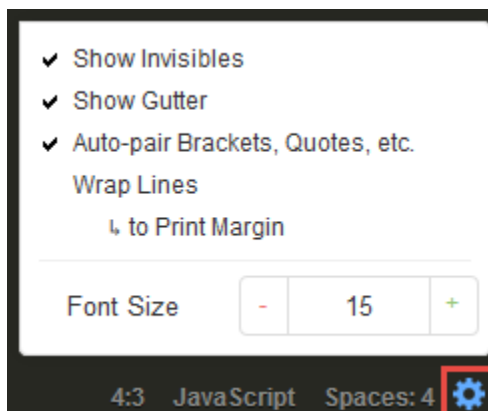 ✔ Show Invisibles
✔ Show Gutter
✔ Auto-pair Brackets, Quotes, etc.
Wrap Lines
↳ to Print Margin
Font Size - 15 +
4:3 JavaScript Spaces: 4